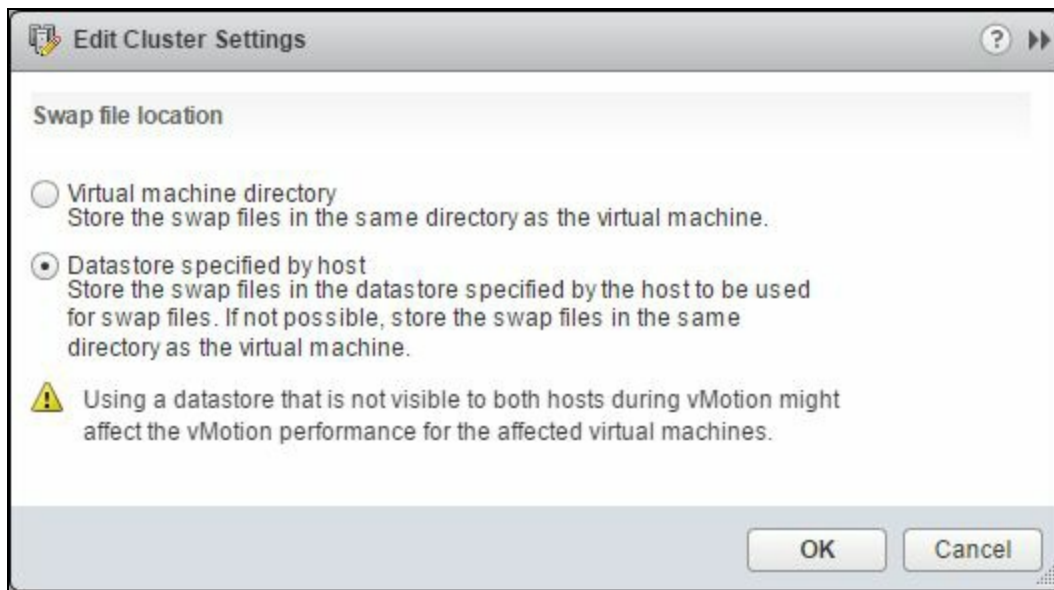 Edit Cluster Settings
?
Swap file location
Virtual machine directory
Store the swap files in the same directory as the virtual machine.
Datastore specified by host
Store the swap files in the datastore specified by the host to be used
for swap files. If not possible, store the swap files in the same
directory as the virtual machine.
Using a datastore that is not visible to both hosts during vMotion might
affect the vMotion performance for the affected virtual machines.
OK Cancel